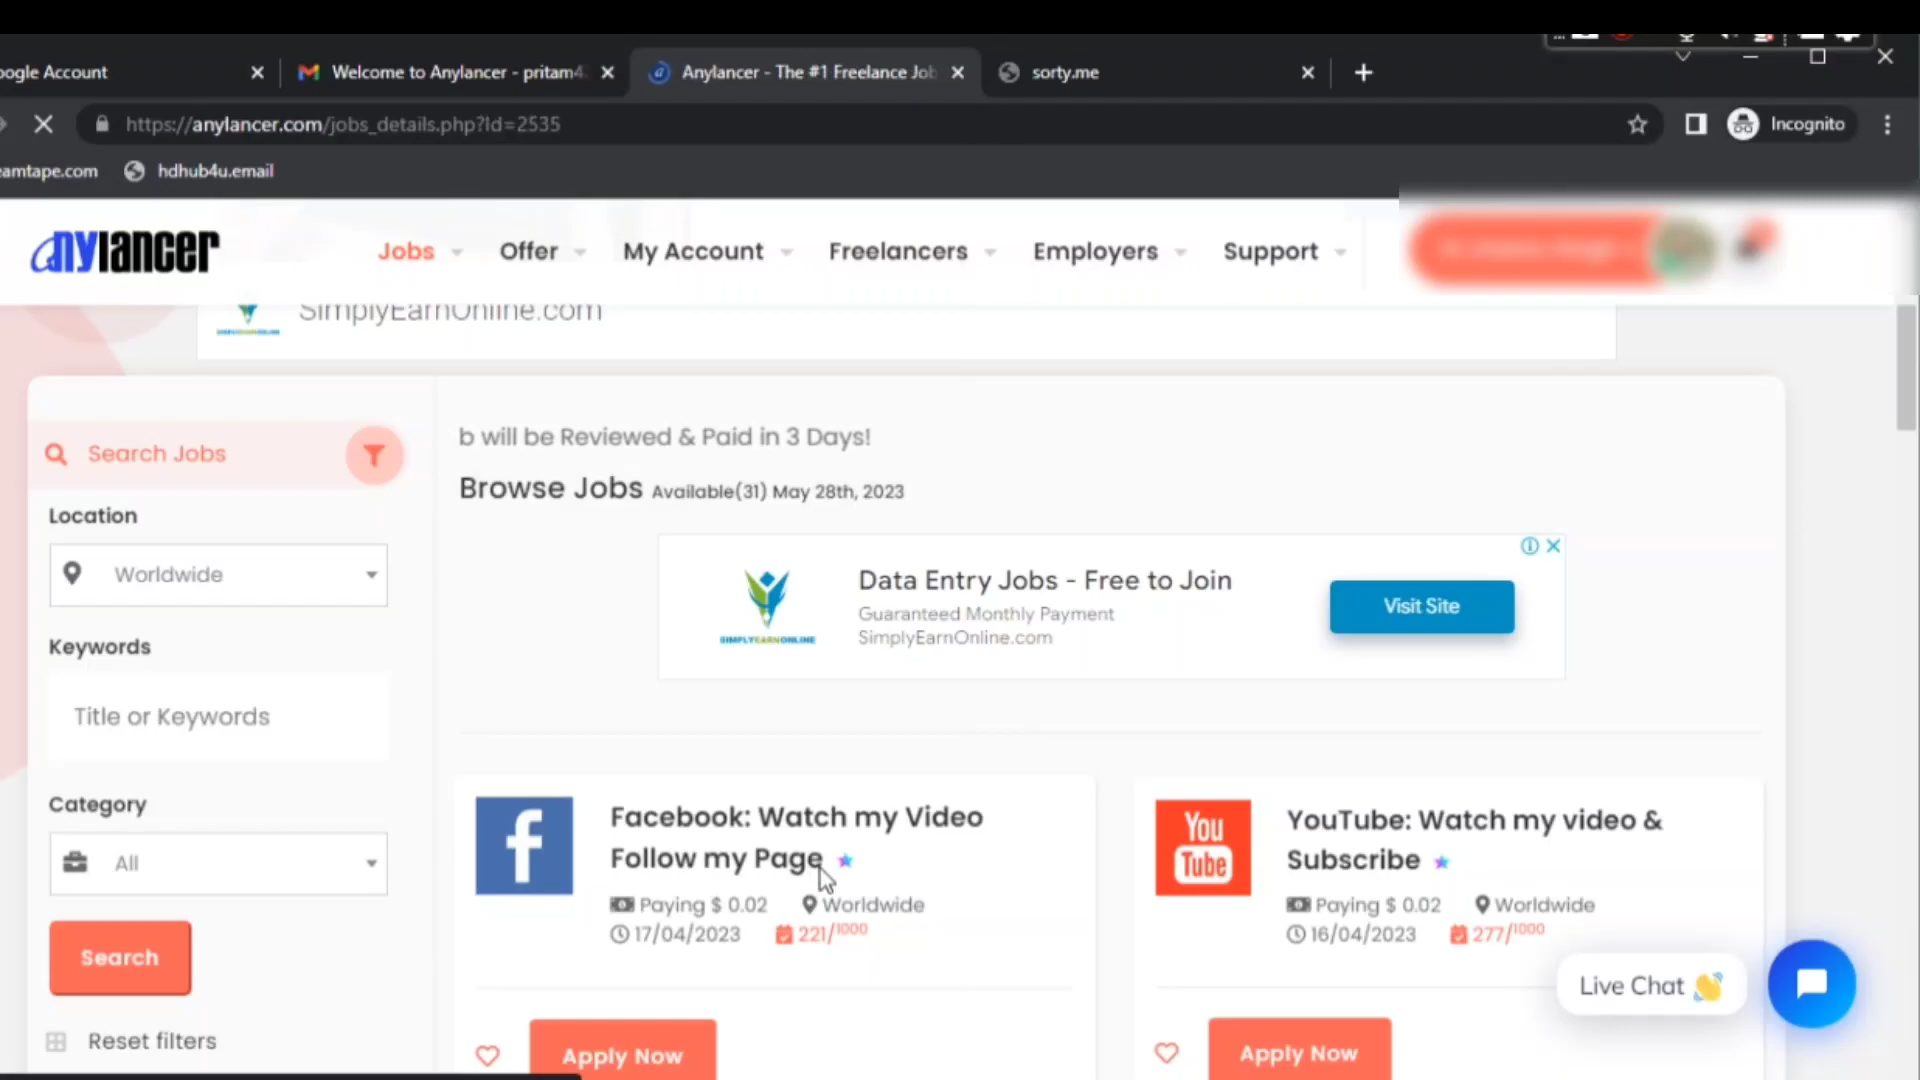 oogle Account
Welcome to Anylancer - pritam4
Anylancer - The #1 Freelance Job
sorty.me
https://anylancer.com/jobs_details.php?Id=2535
Incognito
eamtape.com
hdhub4u.email
anylancer
Jobs
Offer
My Account
Freelancers
Employers
Support
SimplyEarnOnline.com
Search Jobs
Location
Worldwide
Keywords
Title or Keywords
Category
All
Search
Reset filters
b will be Reviewed & Paid in 3 Days!
Browse Jobs Available(31) May 28th, 2023
SIMPLYEARNONLINE
Data Entry Jobs - Free to Join
Guaranteed Monthly Payment
SimplyEarnOnline.com
Visit Site
Facebook: Watch my Video
Follow my Page
Paying $ 0.02 Worldwide
17/04/2023 221/1000
Apply Now
You
Tube
YouTube: Watch my video &
Subscribe
Paying $ 0.02 Worldwide
16/04/2023 277/1000
Apply Now
Live Chat